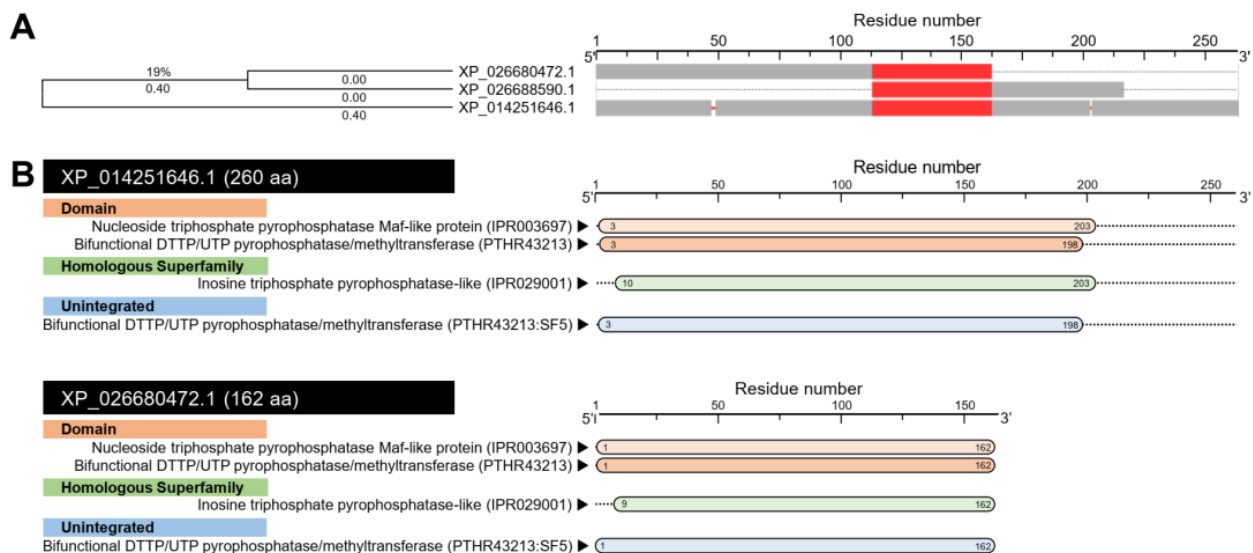 A
Residue number
1 50 100 150 200 250
5' 3'
19%
0.40
0.00
XP_026680472.1
0.00
XP_026688590.1
0.40
XP_014251646.1
B
XP_014251646.1 (260 aa)
Residue number
1 50 100 150 200 250
5' 3'
Domain
Nucleoside triphosphate pyrophosphatase Maf-like protein (IPR003697) ▶ 3 203
Bifunctional DTTP/UTP pyrophosphatase/methyltransferase (PTHR43213) ▶ 3 198
Homologous Superfamily
Inosine triphosphate pyrophosphatase-like (IPR029001) ▶ 10 203
Unintegrated
Bifunctional DTTP/UTP pyrophosphatase/methyltransferase (PTHR43213:SF5) ▶ 3 198
XP_026680472.1 (162 aa)
Residue number
1 50 100 150
5' 3'
Domain
Nucleoside triphosphate pyrophosphatase Maf-like protein (IPR003697) ▶ 1 162
Bifunctional DTTP/UTP pyrophosphatase/methyltransferase (PTHR43213) ▶ 1 162
Homologous Superfamily
Inosine triphosphate pyrophosphatase-like (IPR029001) ▶ 9 162
Unintegrated
Bifunctional DTTP/UTP pyrophosphatase/methyltransferase (PTHR43213:SF5) ▶ 1 162